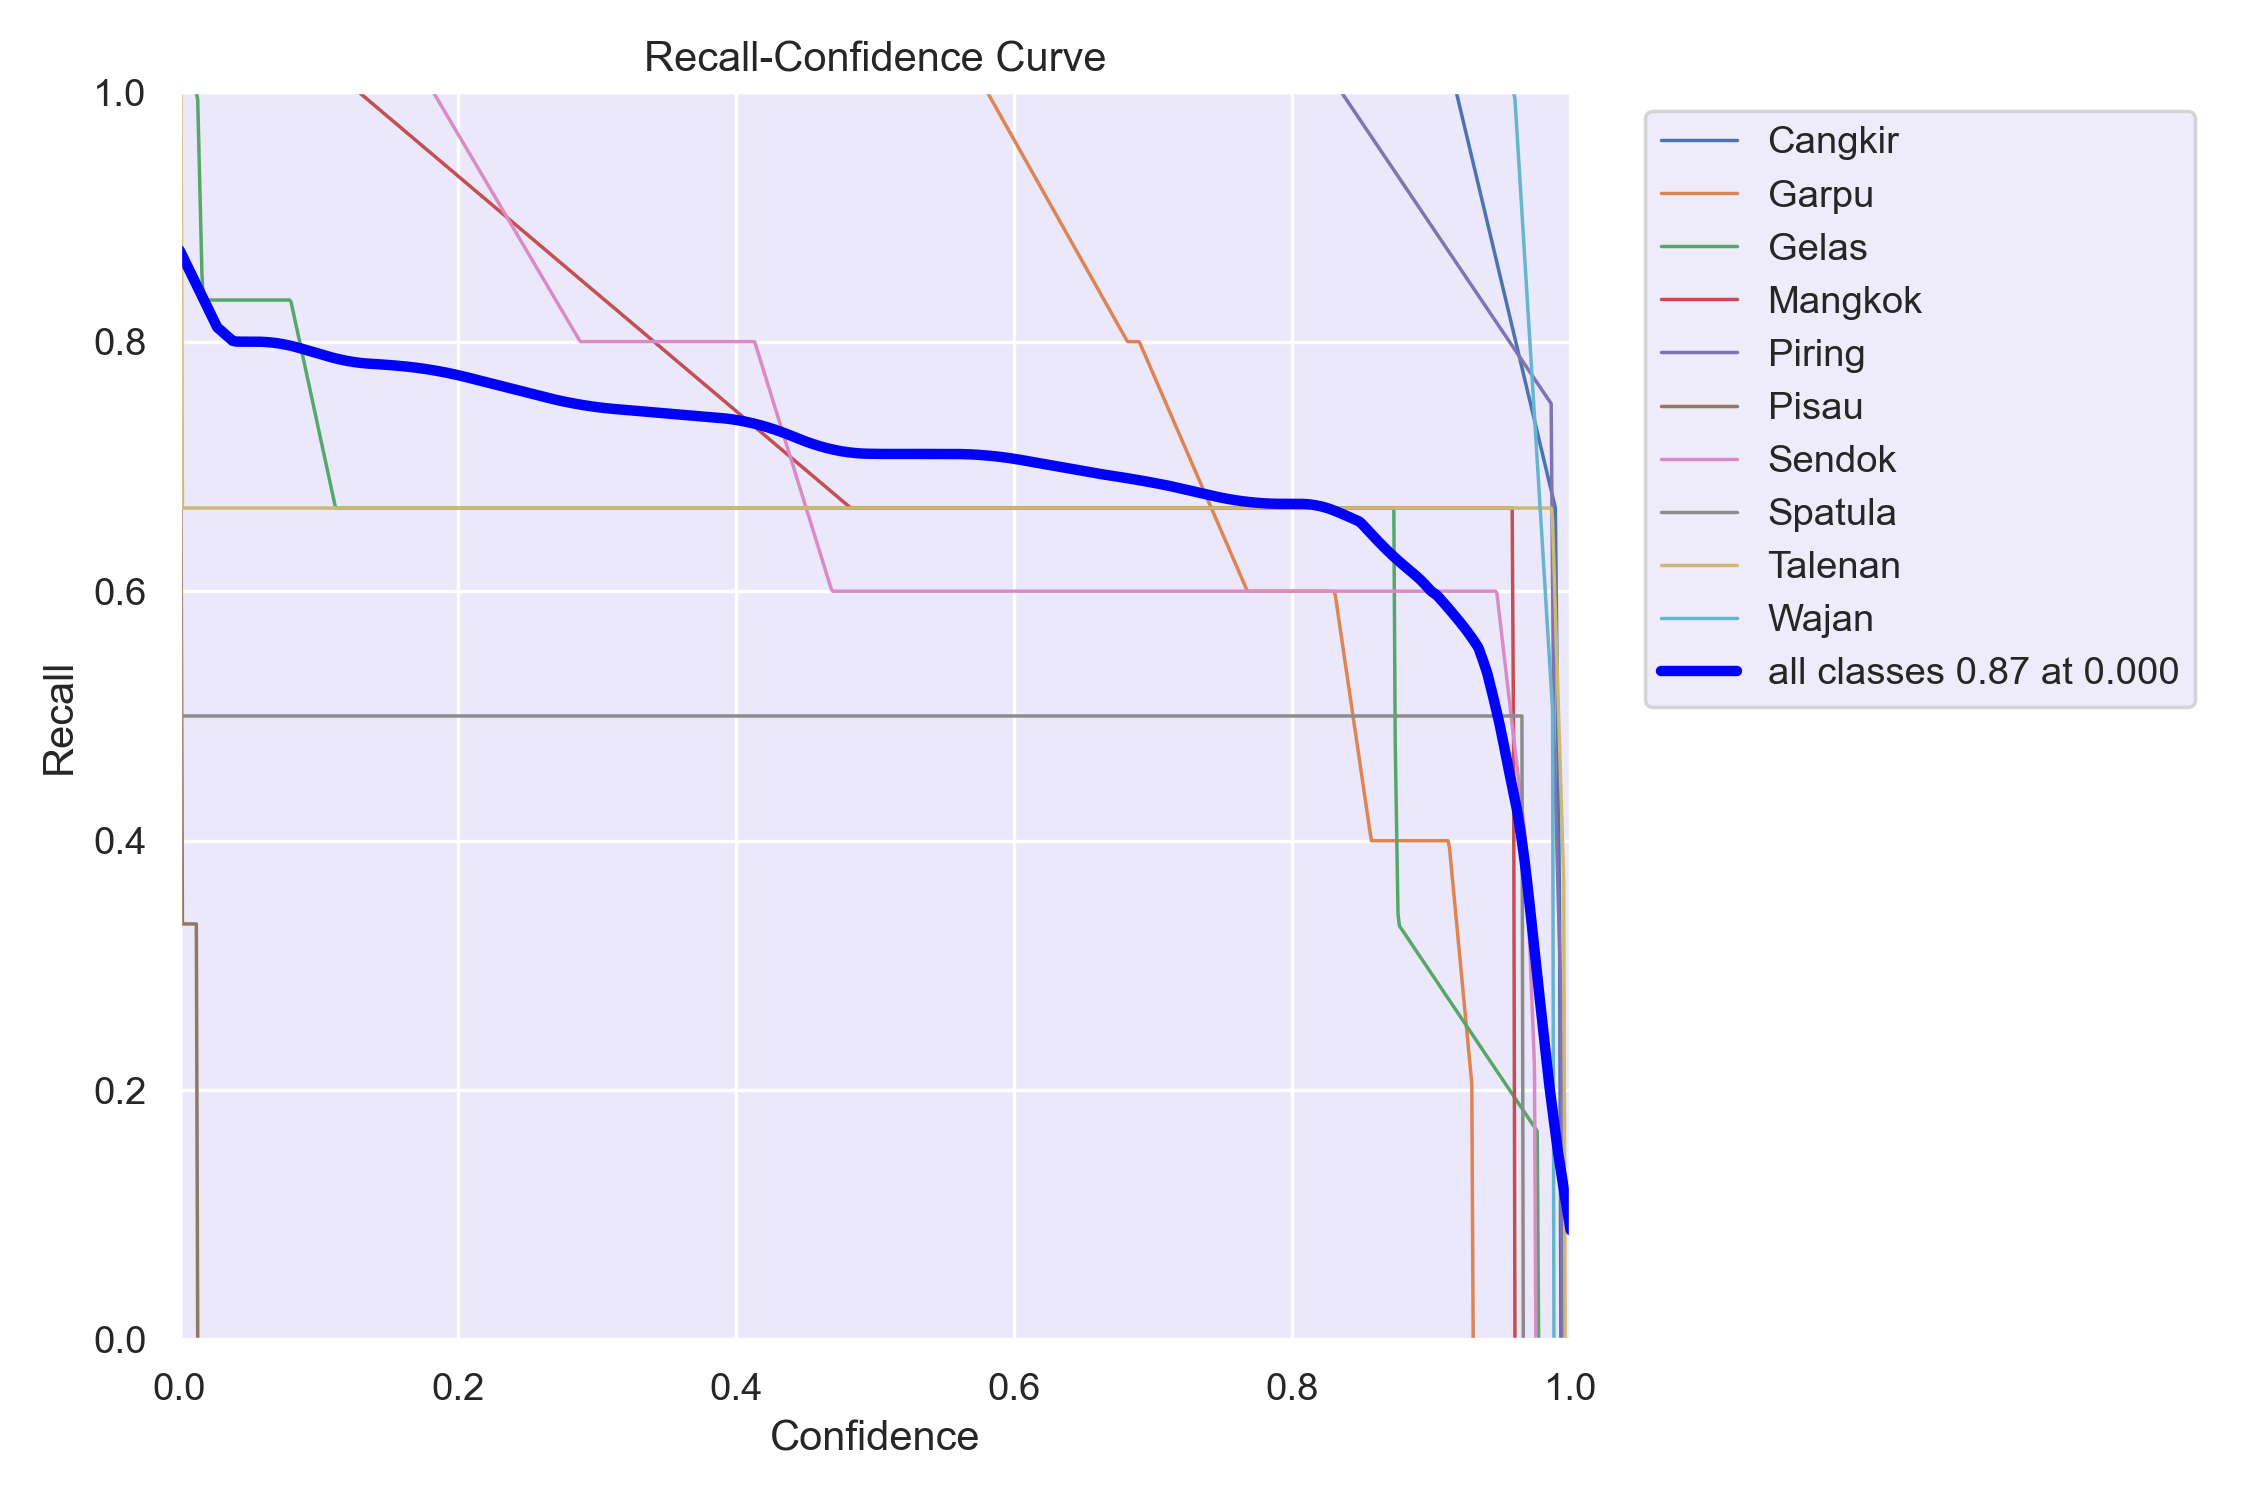 Recall-Confidence Curve
1.0
0.8
0.6
0.4
0.2
0.0
Recall
0.0 0.2 0.4 0.6 0.8 1.0
Confidence
Cangkir
Garpu
Gelas
Mangkok
Piring
Pisau
Sendok
Spatula
Talenan
Wajan
all classes 0.87 at 0.000